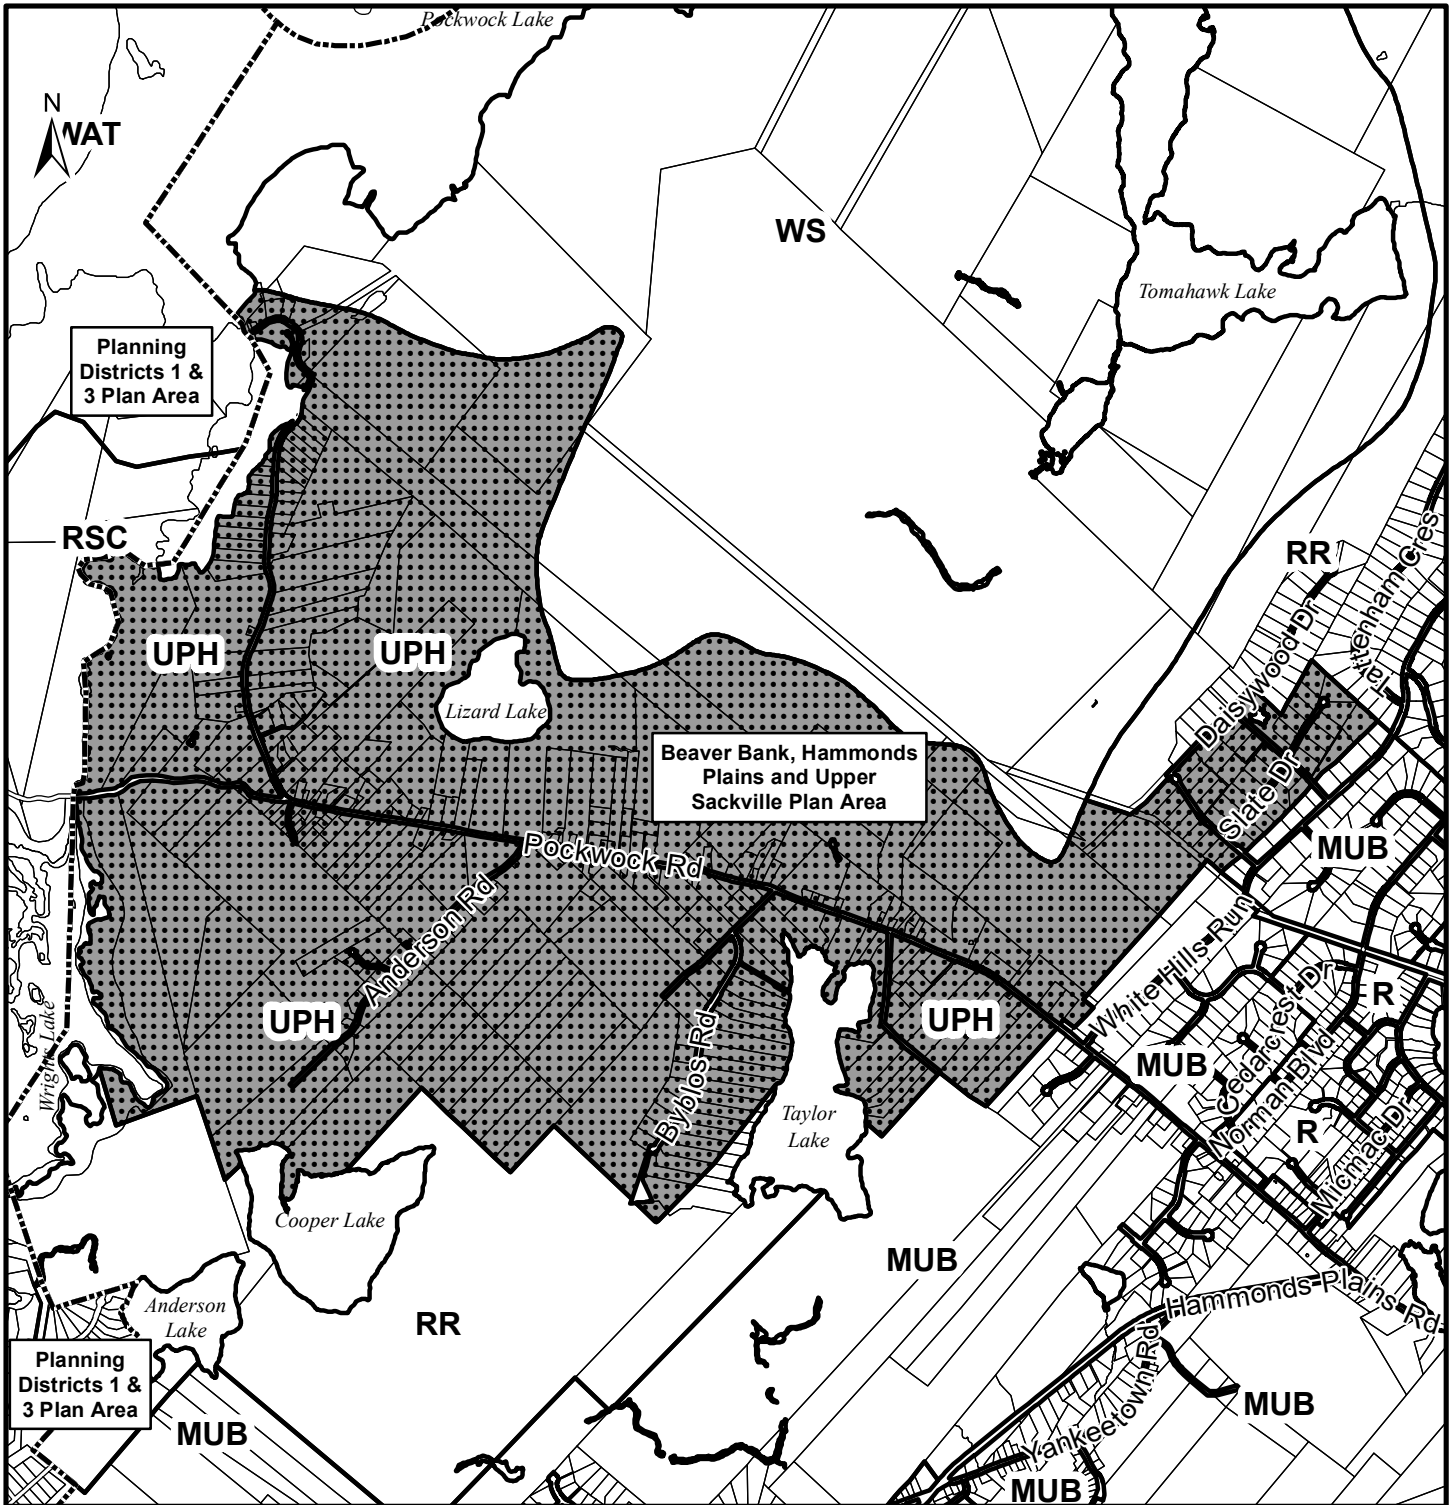 Pockwock Lake
N
WAT
WS
Tomahawk Lake
Planning
Districts 1 &
3 Plan Area
RSC
RR
Tattenham Cres
Daisywood Dr
UPH
UPH
Lizard Lake
Beaver Bank, Hammonds
Plains and Upper
Sackville Plan Area
Slate Dr
MUB
Pockwock Rd
Anderson Rd
White Hills Run
Cedarcrest Dr
R
UPH
UPH
Wrights Lake
Byblos Rd
MUB
Norman Blvd
Taylor
Lake
R
Micmac Dr
Cooper Lake
MUB
Hammonds Plains Rd
Anderson
Lake
RR
Planning
Districts 1 &
3 Plan Area
Yankeetown Rd
MUB
MUB
MUB